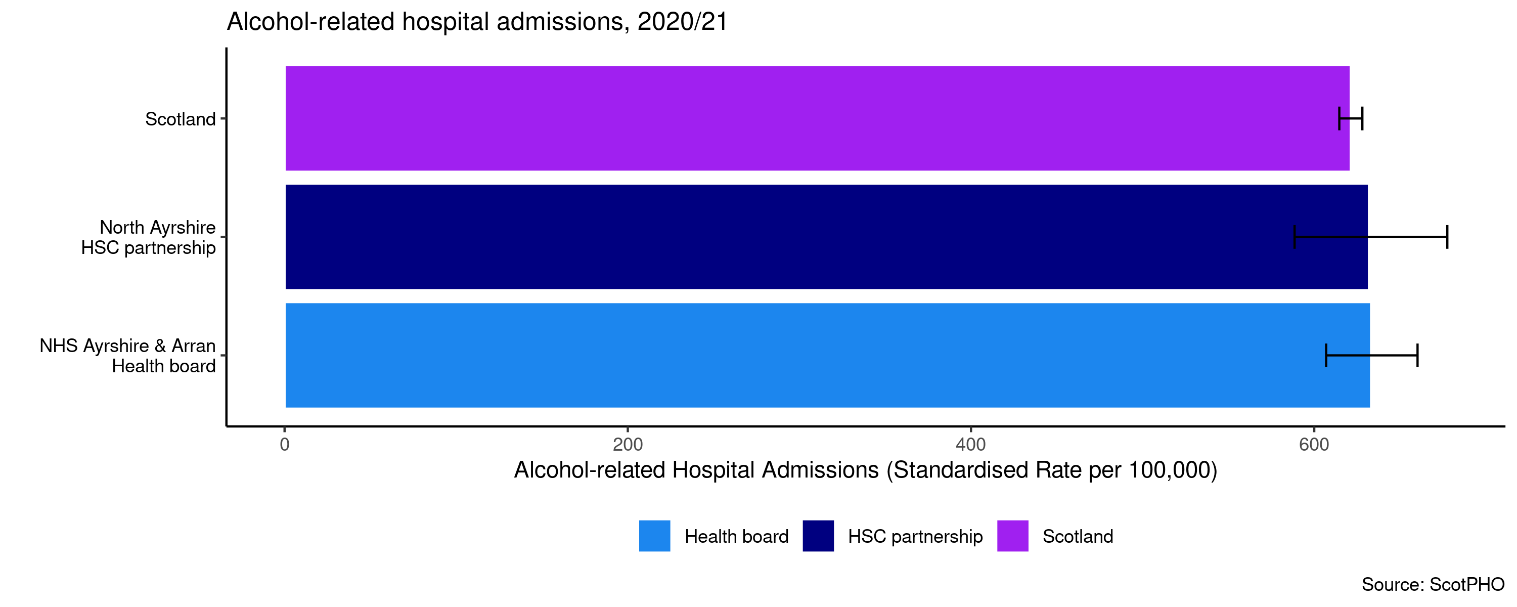 Alcohol-related hospital admissions, 2020/21
Scotland
North Ayrshire
HSC partnership
NHS Ayrshire & Arran
Health board
0 200 400 600
Alcohol-related Hospital Admissions (Standardised Rate per 100,000)
Health board HSC partnership Scotland
Source: ScotPHO